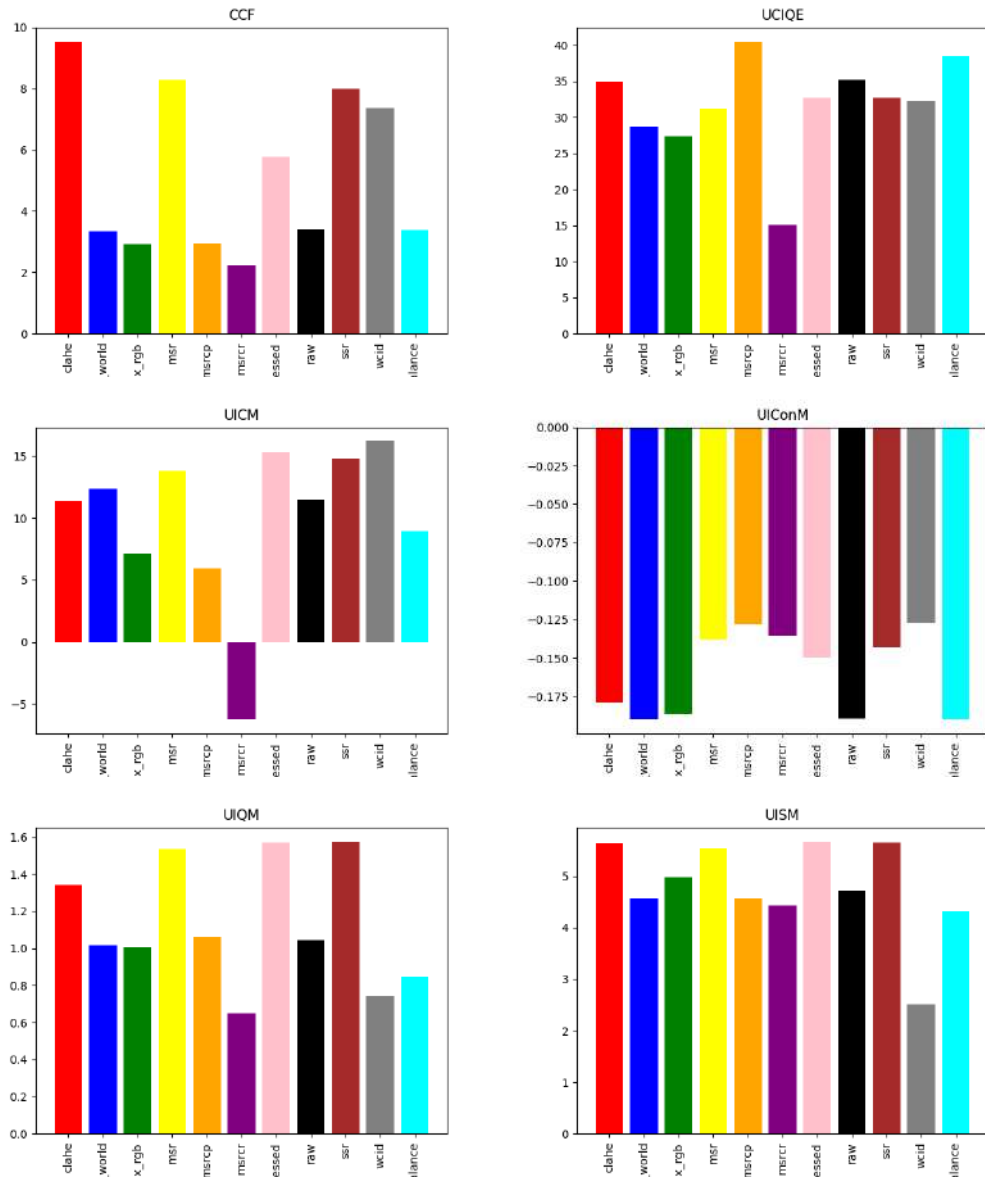 CCF
10
8
6
4
2
0
clahe
_world
x_rgb
msr
msrcp
msrcr
essed
raw
ssr
wcid
alance
UCIQE
40
35
30
25
20
15
10
5
0
clahe
_world
x_rgb
msr
msrcp
msrcr
essed
raw
ssr
wcid
alance
UICM
15
10
5
0
−5
clahe
_world
x_rgb
msr
msrcp
msrcr
essed
raw
ssr
wcid
alance
UIConM
0.000
−0.025
−0.050
−0.075
−0.100
−0.125
−0.150
−0.175
clahe
_world
x_rgb
msr
msrcp
msrcr
essed
raw
ssr
wcid
alance
UIQM
1.6
1.4
1.2
1.0
0.8
0.6
0.4
0.2
0.0
clahe
_world
x_rgb
msr
msrcp
msrcr
essed
raw
ssr
wcid
alance
UISM
5
4
3
2
1
0
clahe
_world
x_rgb
msr
msrcp
msrcr
essed
raw
ssr
wcid
alance